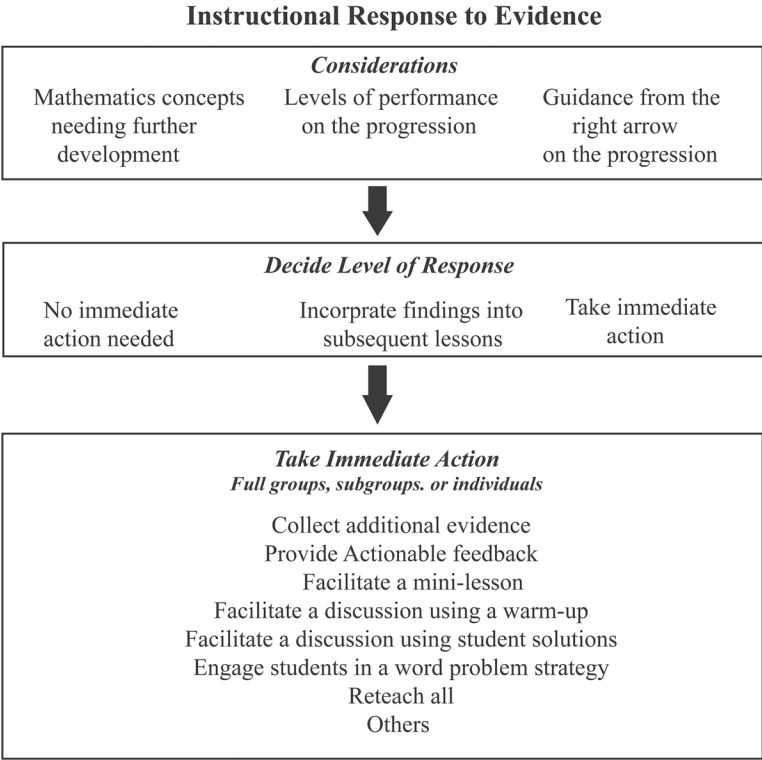 Instructional Response to Evidence
Considerations
Mathematics concepts
needing further
development
Levels of performance
on the progression
Guidance from the
right arrow
on the progression
Decide Level of Response
No immediate
action needed
Incorprate findings into
subsequent lessons
Take immediate
action
Take Immediate Action
Full groups, subgroups. or individuals
Collect additional evidence
Provide Actionable feedback
Facilitate a mini-lesson
Facilitate a discussion using a warm-up
Facilitate a discussion using student solutions
Engage students in a word problem strategy
Reteach all
Others